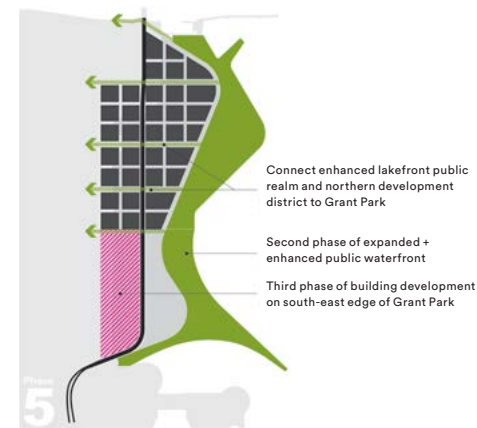 Connect enhanced lakefront public
realm and northern development
district to Grant Park
Second phase of expanded +
enhanced public waterfront
Third phase of building development
on south-east edge of Grant Park
Phase
5